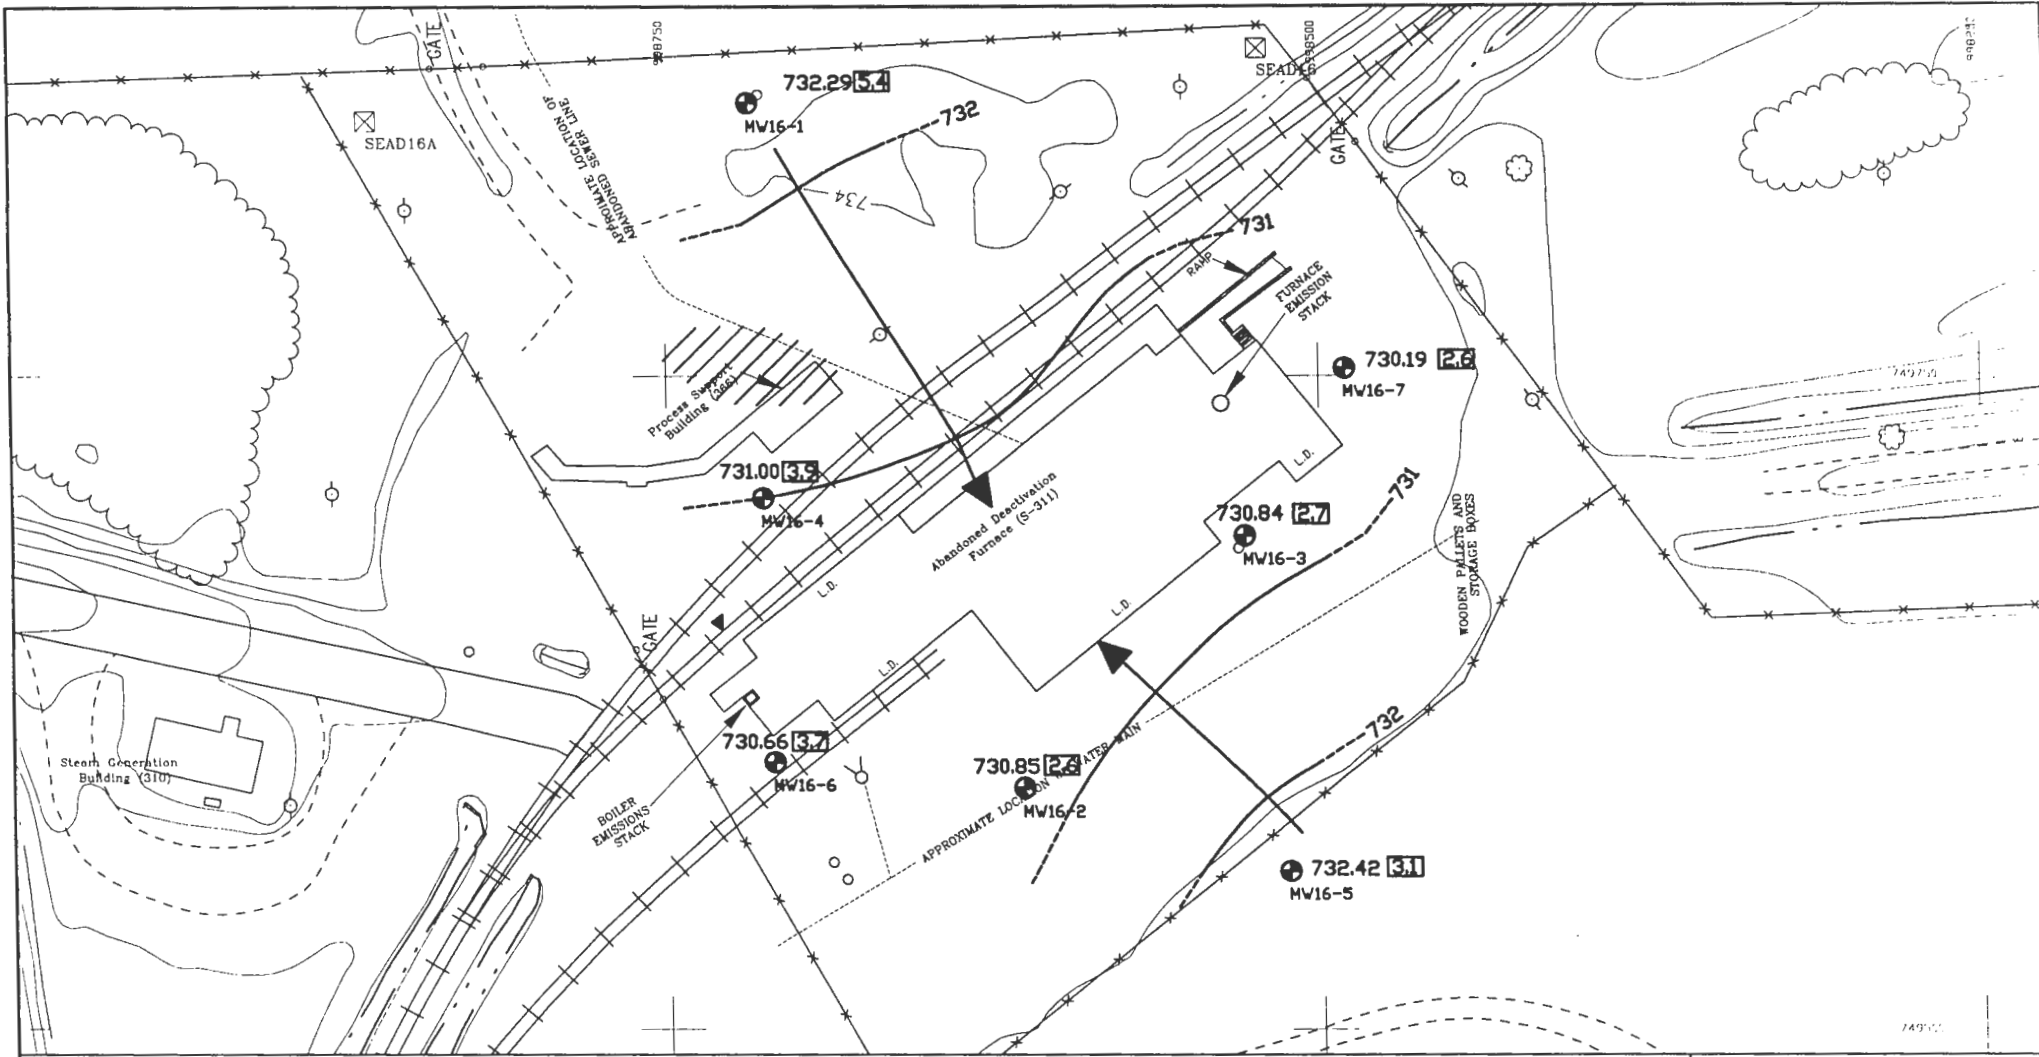 GATE
998750
998500
SEAD16
732.29 5.4
MW16-1
732
SEAD16A
APPROIMATE LOCATION OF
ABANDONED SEWER LINE
GATE
734
731
RAMP
FURNACE
EMISSION
STACK
730.19 2.6
MW16-7
749750
Process Support
Building (366)
731.00 3.9
MW16-4
L.D.
Abandoned Deactivation
Furnace (S-311)
731
730.84 2.7
MW16-3
WOODEN PALLETS AND
STORAGE BOXES
L.D.
L.D.
GATE
L.D.
732
Steam Generation
Building (310)
730.66 3.7
MW16-6
BOILER
EMISSIONS
STACK
730.85 2.6
MW16-2
APPROXIMATE LOCATION WATER MAIN
732.42 3.1
MW16-5